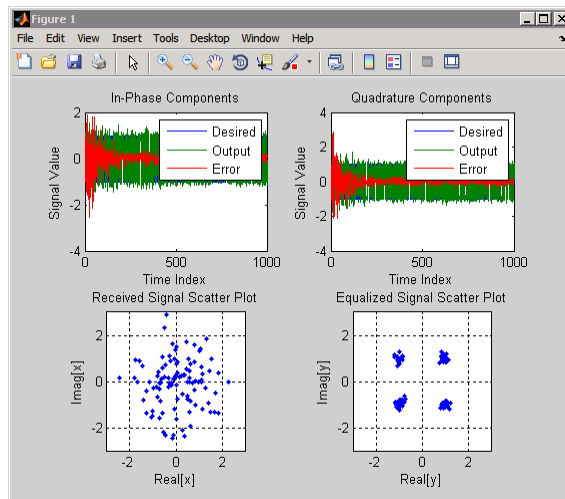 Figure 1
File Edit View Insert Tools Desktop Window Help
In-Phase Components
Signal Value
2
0
-2
-4
Desired
Output
Error
0 500 1000
Time Index
Quadrature Components
Signal Value
4
2
0
-2
-4
Desired
Output
Error
0 500 1000
Time Index
Received Signal Scatter Plot
Imag[x]
2
0
-2
-2 0 2
Real[x]
Equalized Signal Scatter Plot
Imag[y]
2
0
-2
-2 0 2
Real[y]